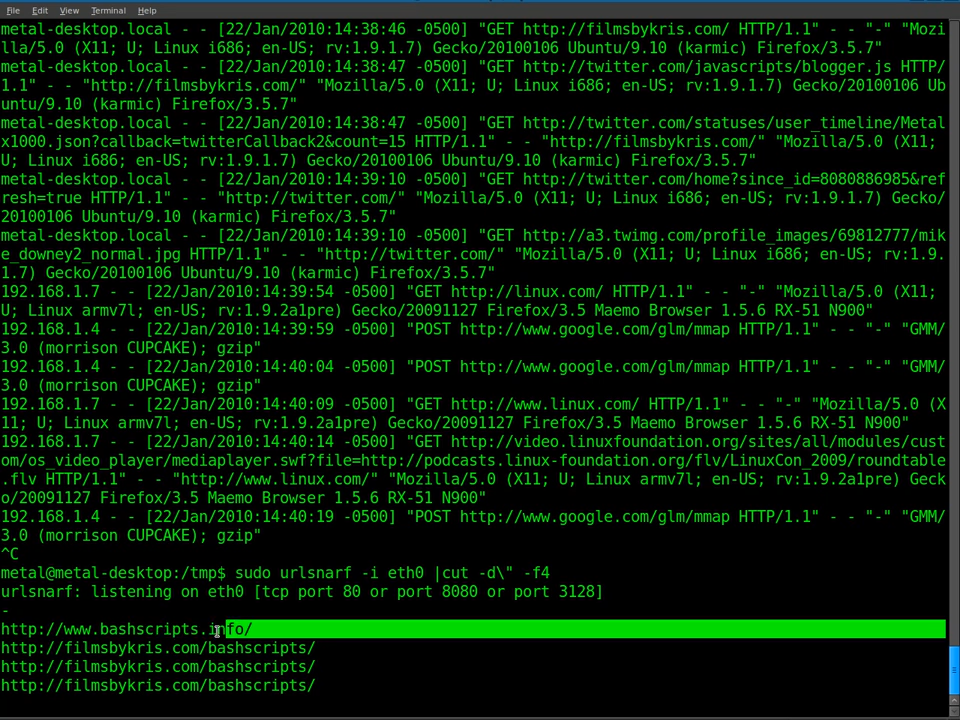 File Edit View Terminal Help
metal-desktop.local - - [22/Jan/2010:14:38:46 -0500] "GET http://filmsbykris.com/ HTTP/1.1" - - "-" "Mozi
lla/5.0 (X11; U; Linux i686; en-US; rv:1.9.1.7) Gecko/20100106 Ubuntu/9.10 (karmic) Firefox/3.5.7"
metal-desktop.local - - [22/Jan/2010:14:38:47 -0500] "GET http://twitter.com/javascripts/blogger.js HTTP/
1.1" - - "http://filmsbykris.com/" "Mozilla/5.0 (X11; U; Linux i686; en-US; rv:1.9.1.7) Gecko/20100106 Ub
untu/9.10 (karmic) Firefox/3.5.7"
metal-desktop.local - - [22/Jan/2010:14:38:47 -0500] "GET http://twitter.com/statuses/user_timeline/Metal
x1000.json?callback=twitterCallback2&count=15 HTTP/1.1" - - "http://filmsbykris.com/" "Mozilla/5.0 (X11;
U; Linux i686; en-US; rv:1.9.1.7) Gecko/20100106 Ubuntu/9.10 (karmic) Firefox/3.5.7"
metal-desktop.local - - [22/Jan/2010:14:39:10 -0500] "GET http://twitter.com/home?since_id=8080886985&ref
resh=true HTTP/1.1" - - "http://twitter.com/" "Mozilla/5.0 (X11; U; Linux i686; en-US; rv:1.9.1.7) Gecko/
20100106 Ubuntu/9.10 (karmic) Firefox/3.5.7"
metal-desktop.local - - [22/Jan/2010:14:39:10 -0500] "GET http://a3.twimg.com/profile_images/69812777/mik
e_downey2_normal.jpg HTTP/1.1" - - "http://twitter.com/" "Mozilla/5.0 (X11; U; Linux i686; en-US; rv:1.9.
1.7) Gecko/20100106 Ubuntu/9.10 (karmic) Firefox/3.5.7"
192.168.1.7 - - [22/Jan/2010:14:39:54 -0500] "GET http://linux.com/ HTTP/1.1" - - "-" "Mozilla/5.0 (X11;
U; Linux armv7l; en-US; rv:1.9.2a1pre) Gecko/20091127 Firefox/3.5 Maemo Browser 1.5.6 RX-51 N900"
192.168.1.4 - - [22/Jan/2010:14:39:59 -0500] "POST http://www.google.com/glm/mmap HTTP/1.1" - - "-" "GMM/
3.0 (morrison CUPCAKE); gzip"
192.168.1.4 - - [22/Jan/2010:14:40:04 -0500] "POST http://www.google.com/glm/mmap HTTP/1.1" - - "-" "GMM/
3.0 (morrison CUPCAKE); gzip"
192.168.1.7 - - [22/Jan/2010:14:40:09 -0500] "GET http://www.linux.com/ HTTP/1.1" - - "-" "Mozilla/5.0 (X
11; U; Linux armv7l; en-US; rv:1.9.2a1pre) Gecko/20091127 Firefox/3.5 Maemo Browser 1.5.6 RX-51 N900"
192.168.1.7 - - [22/Jan/2010:14:40:14 -0500] "GET http://video.linuxfoundation.org/sites/all/modules/cust
om/os_video_player/mediaplayer.swf?file=http://podcasts.linux-foundation.org/flv/LinuxCon_2009/roundtable
.flv HTTP/1.1" - - "http://www.linux.com/" "Mozilla/5.0 (X11; U; Linux armv7l; en-US; rv:1.9.2a1pre) Geck
o/20091127 Firefox/3.5 Maemo Browser 1.5.6 RX-51 N900"
192.168.1.4 - - [22/Jan/2010:14:40:19 -0500] "POST http://www.google.com/glm/mmap HTTP/1.1" - - "-" "GMM/
3.0 (morrison CUPCAKE); gzip"
^C
metal@metal-desktop:/tmp$ sudo urlsnarf -i eth0 |cut -d\" -f4
urlsnarf: listening on eth0 [tcp port 80 or port 8080 or port 3128]
-
http://www.bashscripts.info/
http://filmsbykris.com/bashscripts/
http://filmsbykris.com/bashscripts/
http://filmsbykris.com/bashscripts/